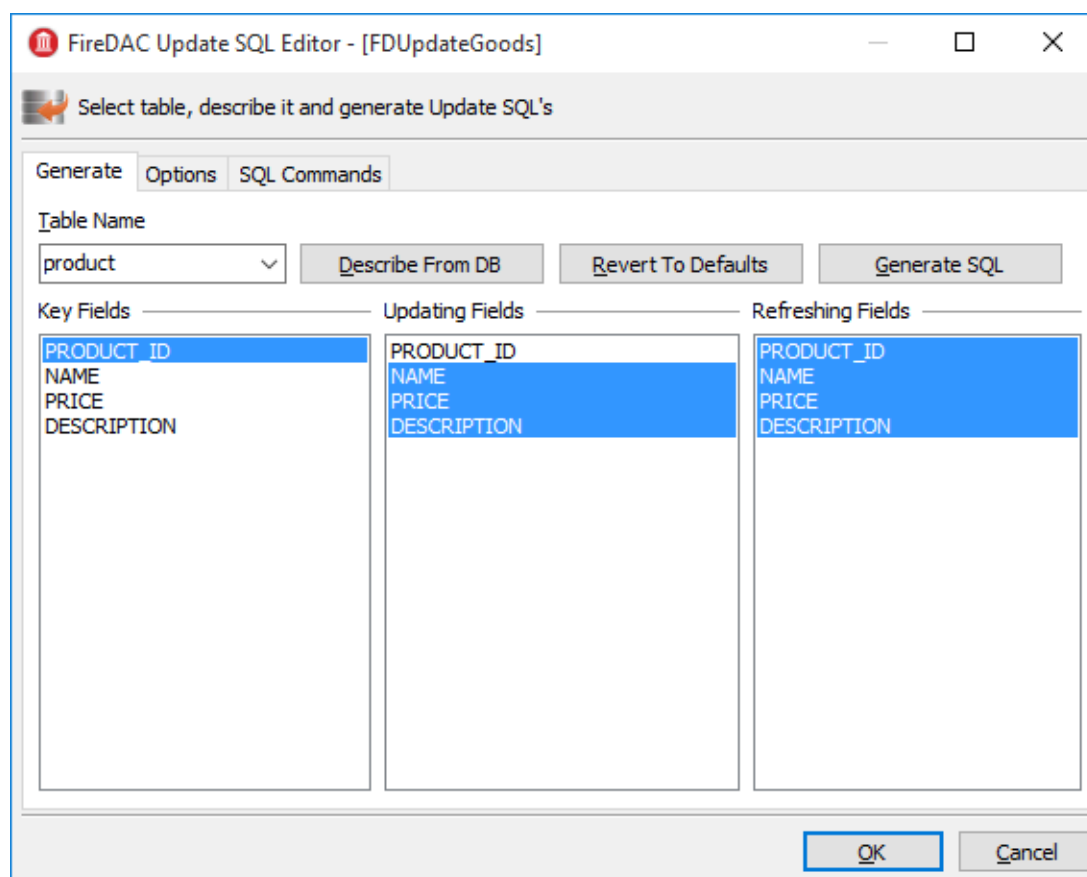 FireDAC Update SQL Editor - [FDUpdateGoods]
Select table, describe it and generate Update SQL's
Generate Options SQL Commands
Table Name
product Describe From DB Revert To Defaults Generate SQL
Key Fields Updating Fields Refreshing Fields
PRODUCT_ID PRODUCT_ID PRODUCT_ID
NAME NAME NAME
PRICE PRICE PRICE
DESCRIPTION DESCRIPTION DESCRIPTION
OK Cancel